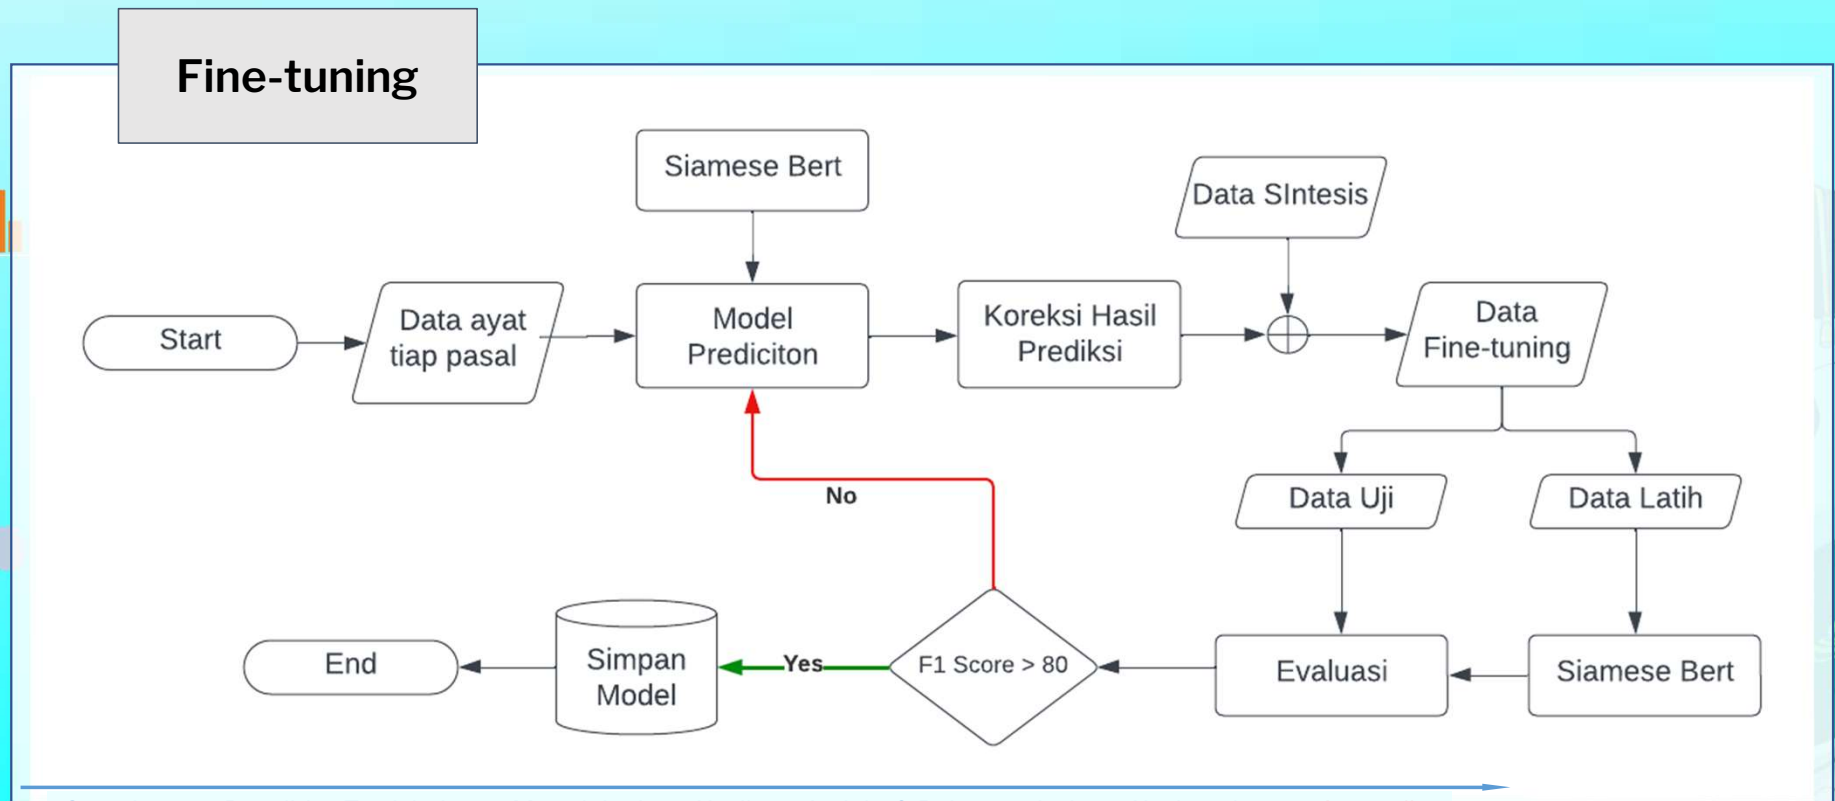 Fine-tuning
Siamese Bert
Data SIntesis
Start
Data ayat
tiap pasal
Model
Prediciton
Koreksi Hasil
Prediksi
Data
Fine-tuning
No
Data Uji
Data Latih
End
Simpan
Model
Yes
F1 Score > 80
Evaluasi
Siamese Bert